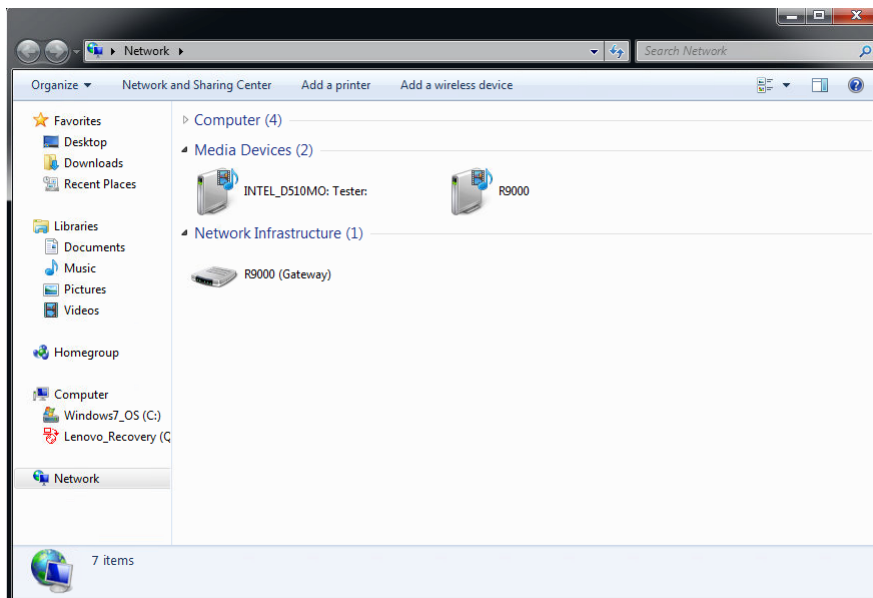 Network
Search Network
Organize
Network and Sharing Center
Add a printer
Add a wireless device
Favorites
Desktop
Downloads
Recent Places
Libraries
Documents
Music
Pictures
Videos
Homegroup
Computer
Windows7_OS (C:)
Lenovo_Recovery (Q
Network
Computer (4)
Media Devices (2)
INTEL_D510MO: Tester:
R9000
Network Infrastructure (1)
R9000 (Gateway)
7 items